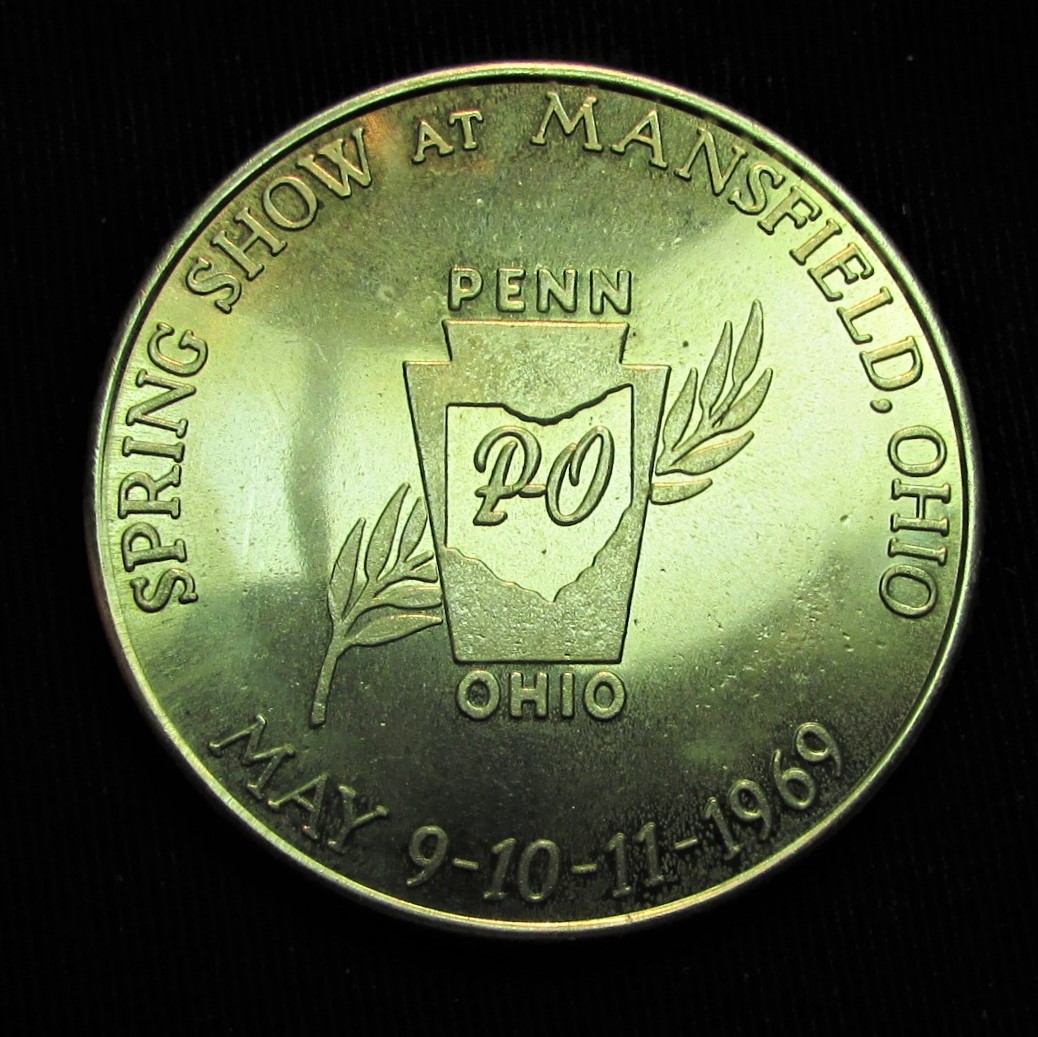 SPRING SHOW AT MANSFIELD, OHIO
PENN
PO
OHIO
MAY 9-10-11-1969